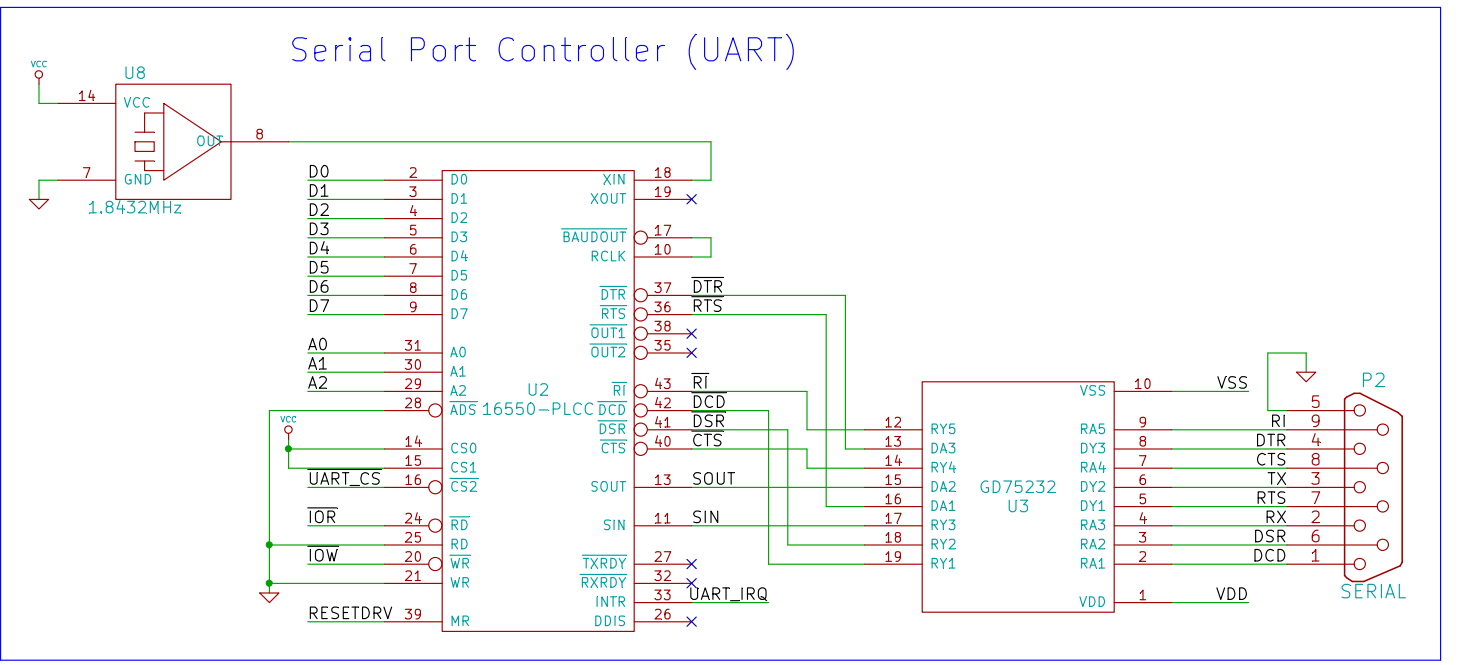 Serial Port Controller (UART)
VCC
U8
14 VCC
OUT 8
7 GND
1.8432MHz
D0 2 D0 XIN 18
D1 3 D1 XOUT 19
D2 4 D2
D3 5 D3 BAUDOUT 17
D4 6 D4 RCLK 10
D5 7 D5
D6 8 D6 DTR 37 DTR
D7 9 D7 RTS 36 RTS
OUT1 38
A0 31 A0 OUT2 35
A1 30 A1
A2 29 A2 U2 RI 43 RI
28 ADS 16550-PLCC DCD 42 DCD
VCC
DSR 41 DSR
14 CS0 CTS 40 CTS
15 CS1
UART_CS 16 CS2 SOUT 13 SOUT
IOR 24 RD SIN 11 SIN
25 RD
IOW 20 WR TXRDY 27
21 WR RXRDY 32
INTR 33 UART_IRQ
RESETDRV 39 MR DDIS 26
VSS 10 VSS
12 RY5 RA5 9
13 DA3 DY3 8
14 RY4 RA4 7
15 DA2 DY2 6
16 DA1 DY1 5
17 RY3 RA3 4
18 RY2 RA2 3
19 RY1 RA1 2
GD75232
U3
VDD 1 VDD
P2
5
RI 9
DTR 4
CTS 8
TX 3
RTS 7
RX 2
DSR 6
DCD 1
SERIAL